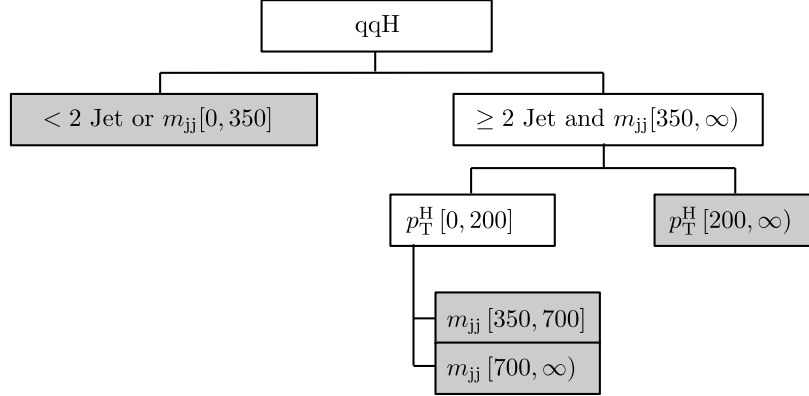 qqH
< 2 Jet or m_jj[0, 350]
≥ 2 Jet and m_jj[350, ∞)
p_T^H [0, 200]
p_T^H [200, ∞)
m_jj [350, 700]
m_jj [700, ∞)